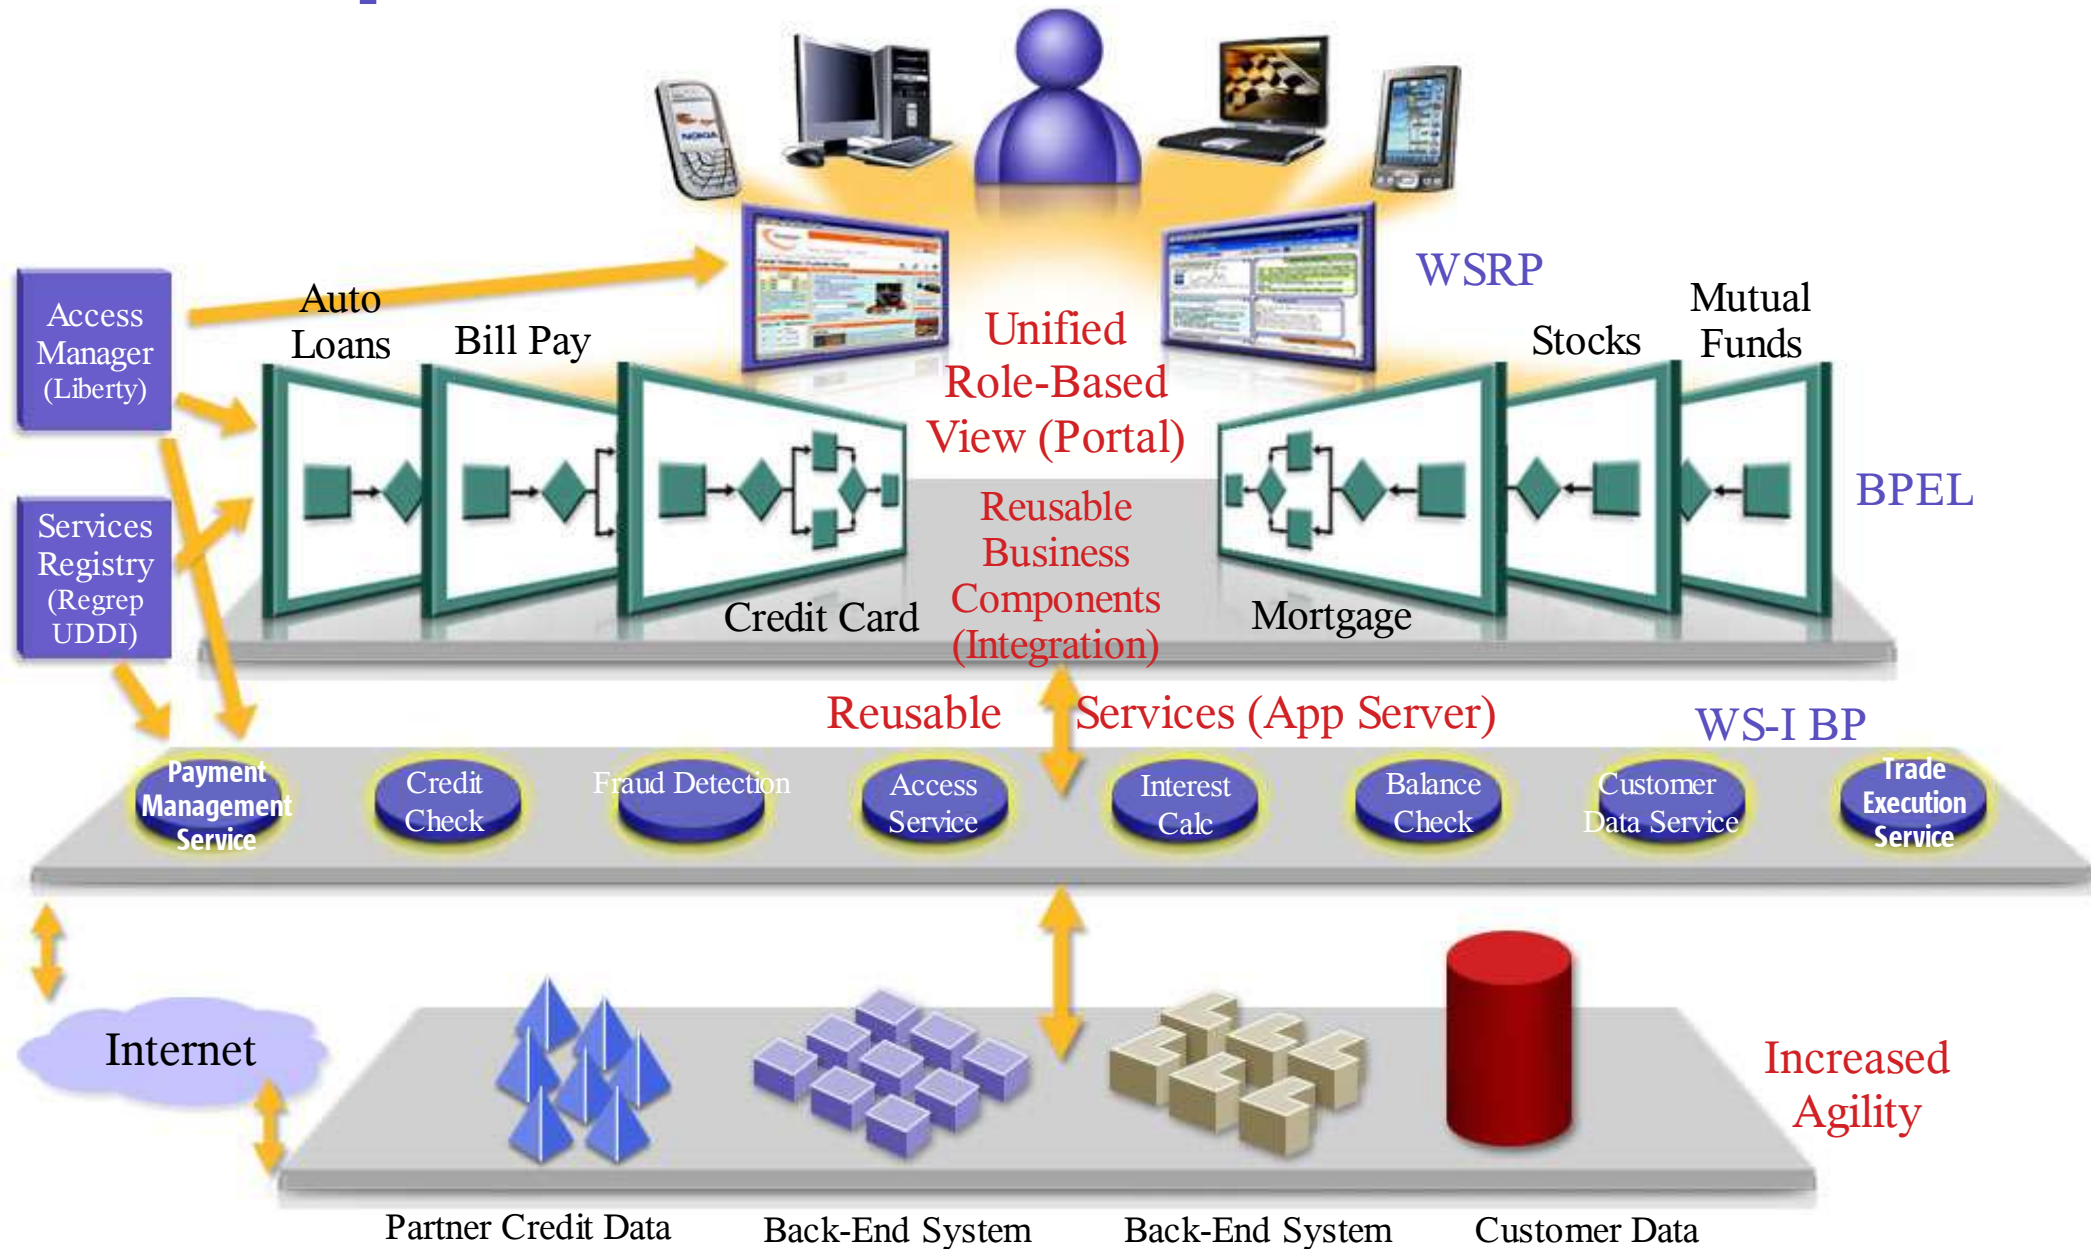 WSRP
Access
Manager
(Liberty)
Auto
Loans
Bill Pay
Unified
Role-Based
View (Portal)
Stocks
Mutual
Funds
BPEL
Services
Registry
(Regrep
UDDI)
Reusable
Business
Components
(Integration)
Credit Card
Mortgage
Reusable
Services (App Server)
WS-I BP
Payment
Management
Service
Credit
Check
Fraud Detection
Access
Service
Interest
Calc
Balance
Check
Customer
Data Service
Trade
Execution
Service
Internet
Increased
Agility
Partner Credit Data
Back-End System
Back-End System
Customer Data
NOKIA